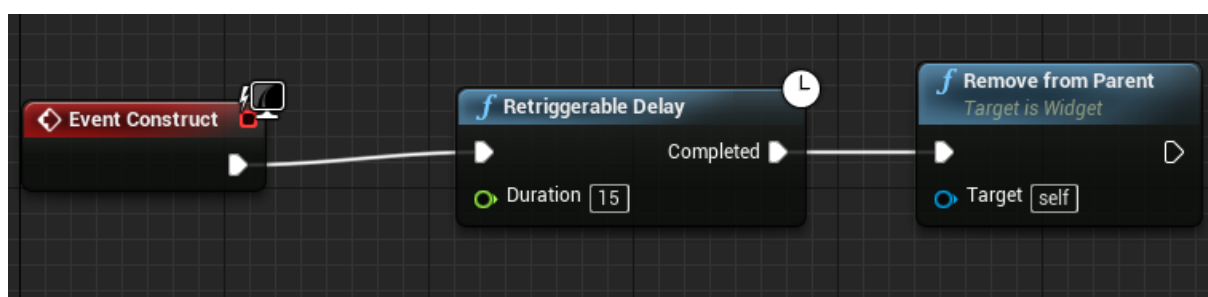 Event Construct
Retriggerable Delay
Completed
Duration 15
Remove from Parent
Target is Widget
Target self